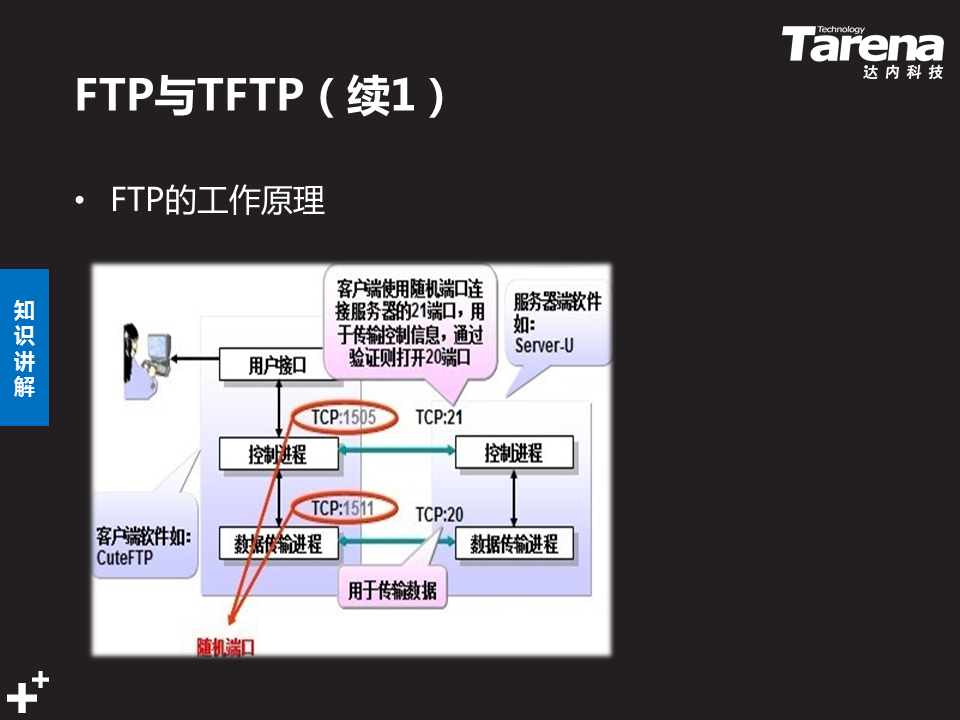 Technology
Tarena
达内科技
FTP与TFTP（续1）
• FTP的工作原理
知
识
讲
解
客户端使用随机端口连
接服务器的21端口，用
于传输控制信息，通过
验证则打开20端口
服务器端软件
如：
Server-U
用户接口
TCP:1505
TCP:21
控制进程
控制进程
TCP:1511
TCP:20
客户端软件如：
CuteFTP
数据传输进程
数据传输进程
用于传输数据
随机端口